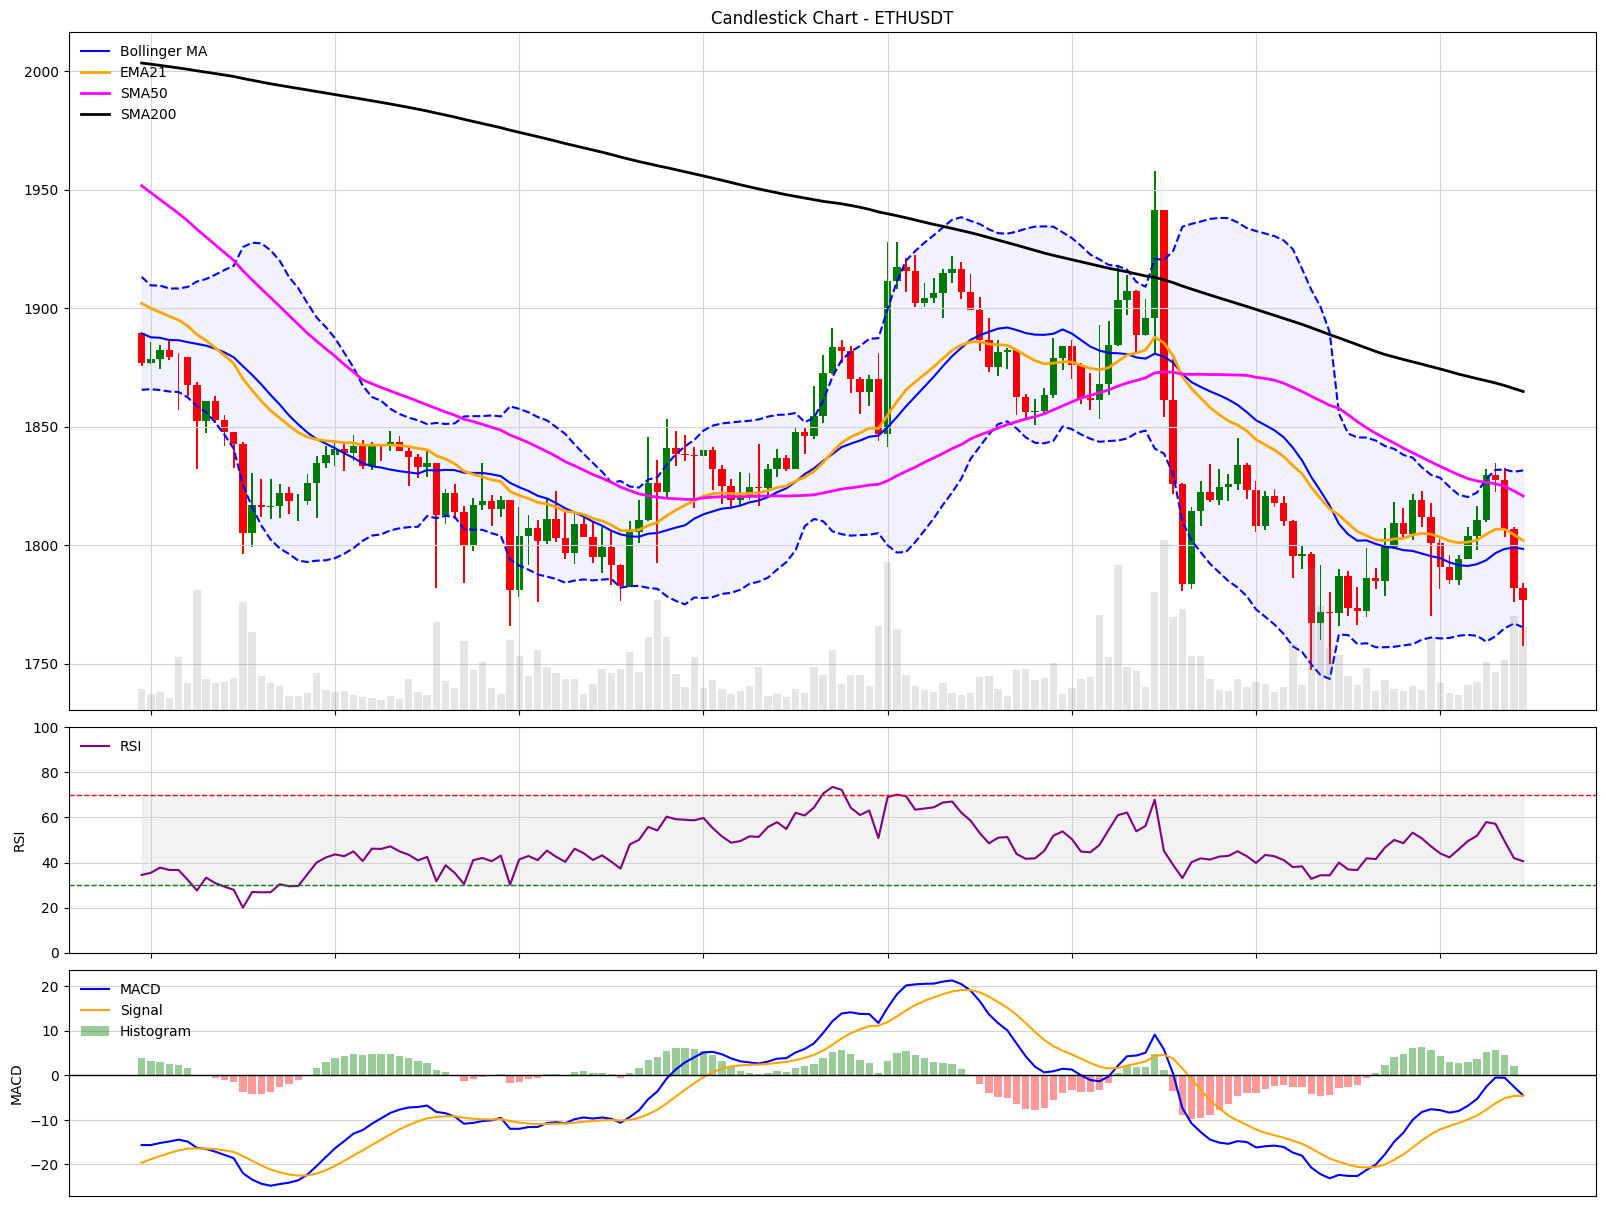 Candlestick Chart - ETHUSDT
Bollinger MA
EMA21
SMA50
SMA200
2000
1950
1900
1850
1800
1750
RSI
RSI
100
80
60
40
20
0
MACD
MACD
Signal
Histogram
20
10
0
−10
−20